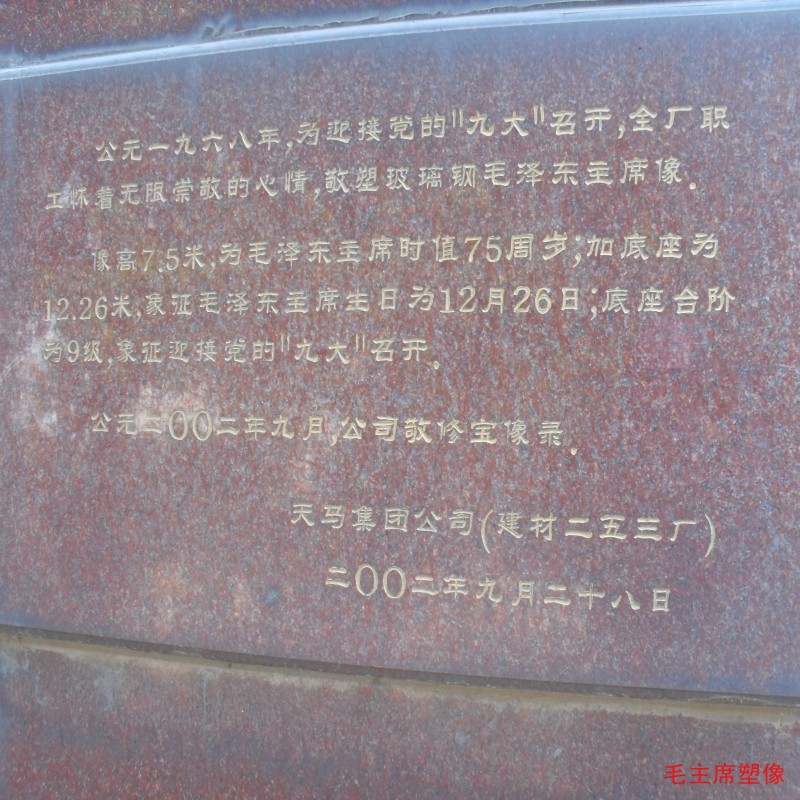 公元一九六八年,为迎接党的"九大"召开,全厂职
工怀着无限崇敬的心情,敬塑玻璃钢毛泽东主席像.
像高7.5米,为毛泽东主席时值75周岁;加底座为
12.26米,象证毛泽东主席生日为12月26日;底座台阶
为9级,象征迎接党的"九大"召开.
公元二〇〇二年九月,公司敬修宝像录.
天马集团公司(建材二五三厂)
二〇〇二年九月二十八日
毛主席塑像